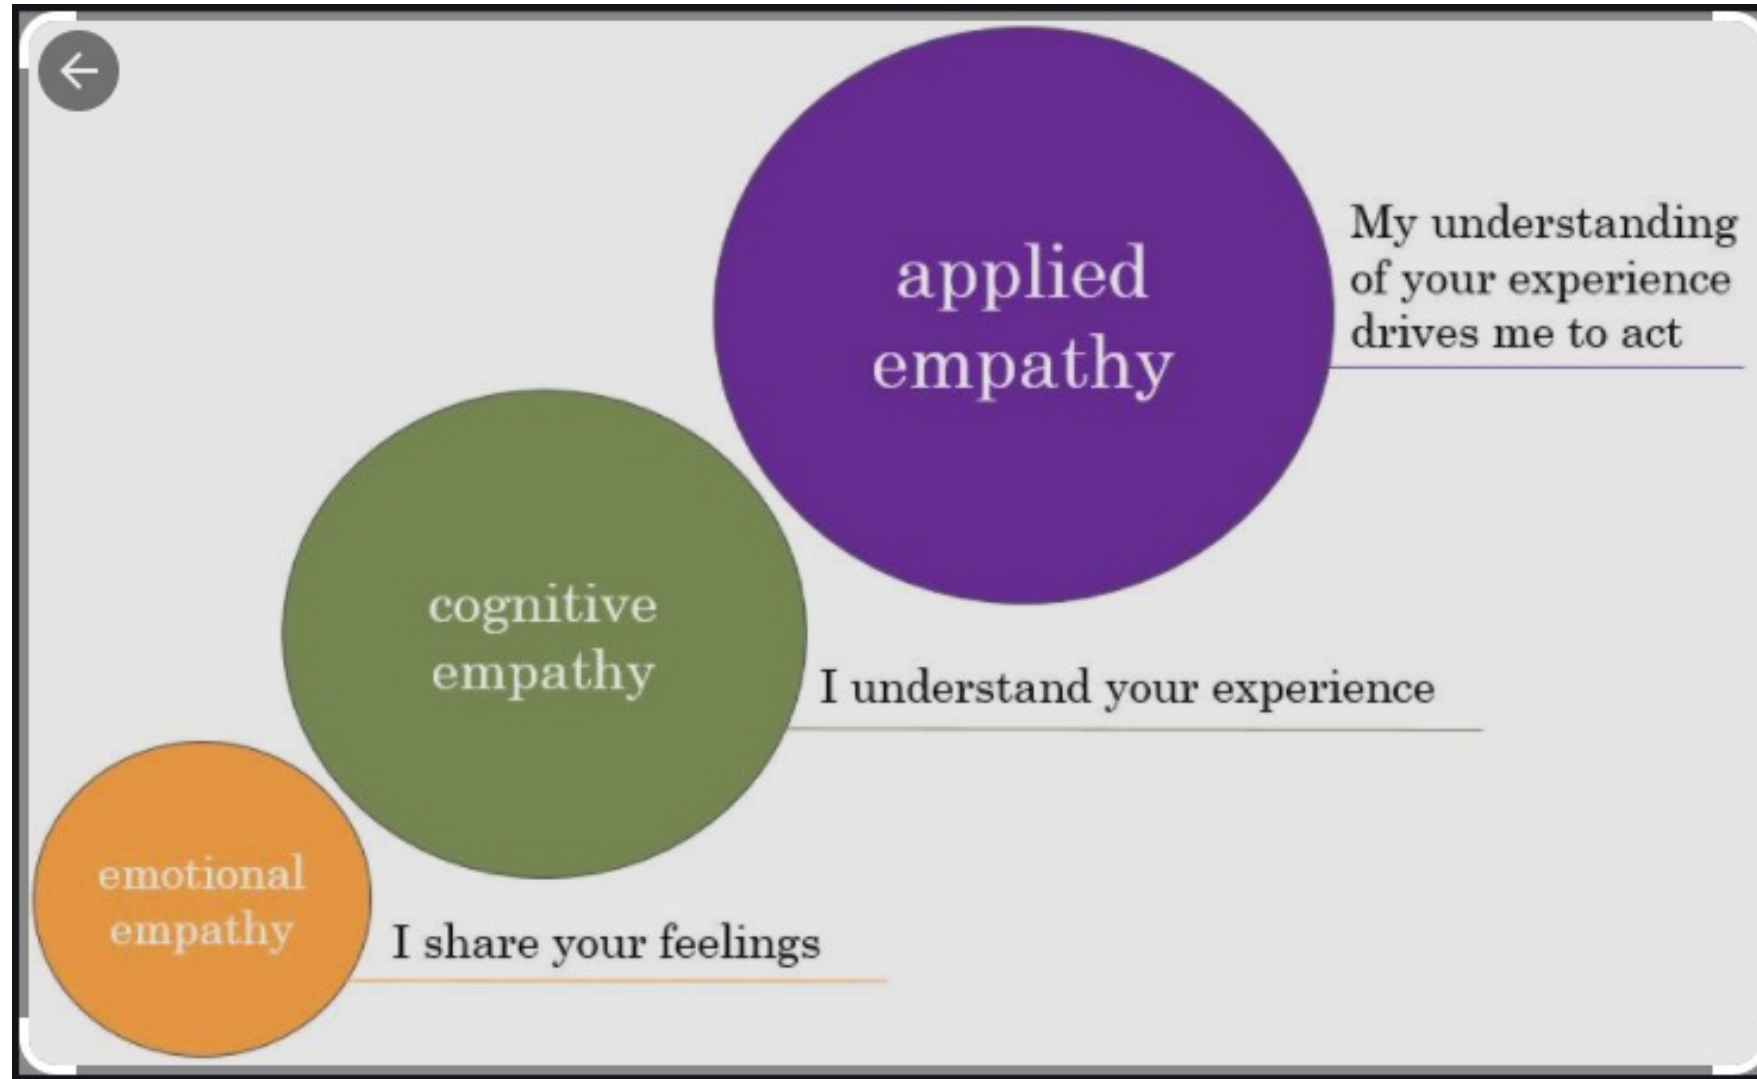 applied
empathy
My understanding
of your experience
drives me to act
cognitive
empathy
I understand your experience
emotional
empathy
I share your feelings